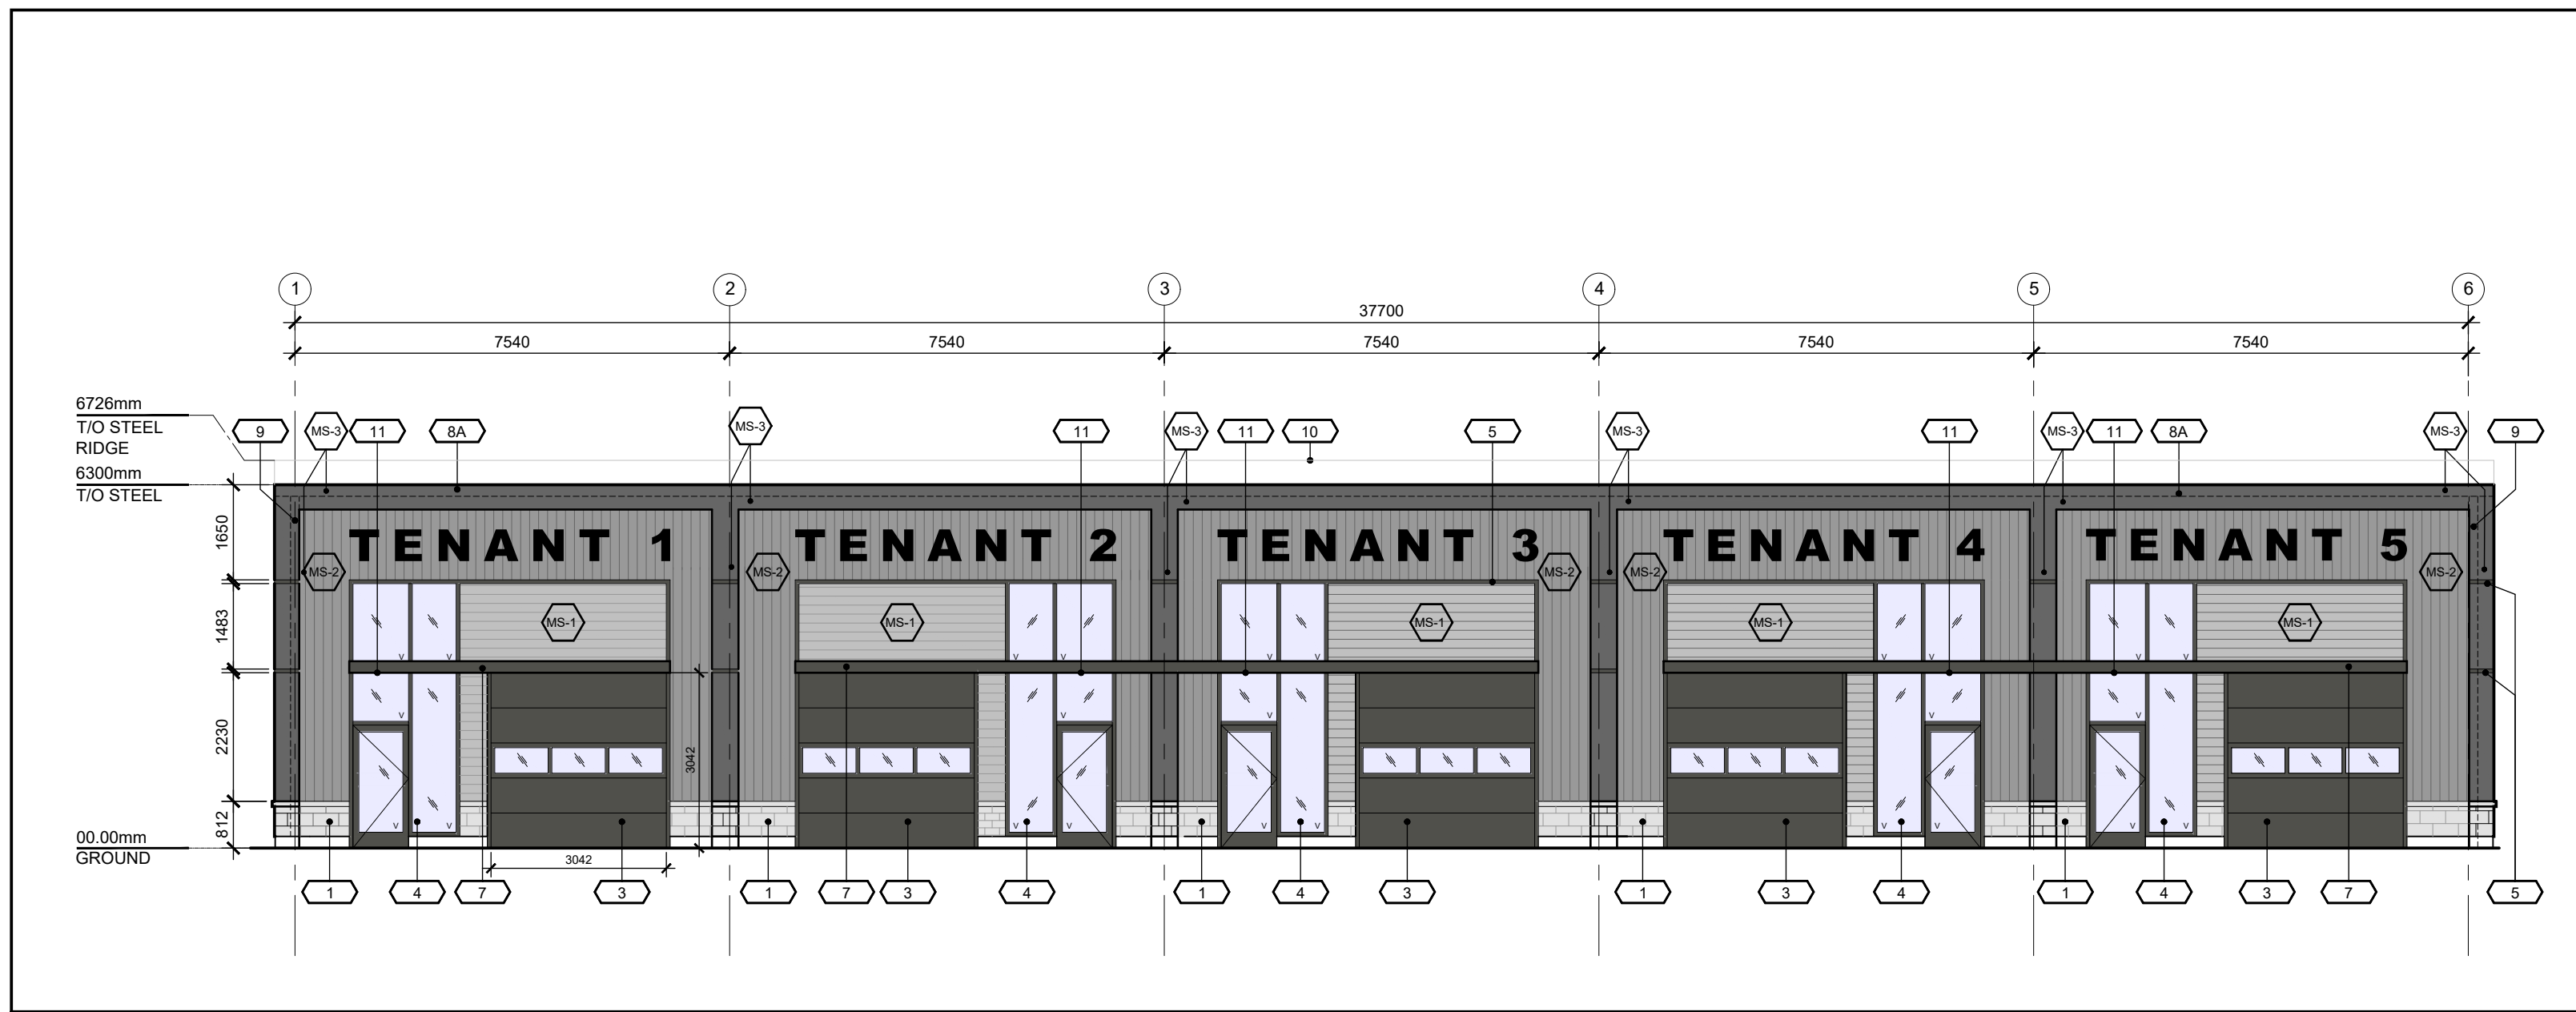 1 2 3 4 5 6
37700
7540 7540 7540 7540 7540
6726mm
T/O STEEL
RIDGE
9 MS-3 11 8A MS-3 11 MS-3 11 10 5 MS-3 11 MS-3 11 8A MS-3 9
6300mm
T/O STEEL
1650
TENANT 1 TENANT 2 TENANT 3 TENANT 4 TENANT 5
MS-2 MS-2 MS-2 MS-2 MS-2
1483
MS-1 MS-1 MS-1 MS-1 MS-1
V V V V V V V V V V
V V V V V
2230
3042
812
V V V V V V V V V V
00.00mm
GROUND
3042
1 4 7 3 1 7 3 4 1 4 3 1 3 4 1 4 3 7 5